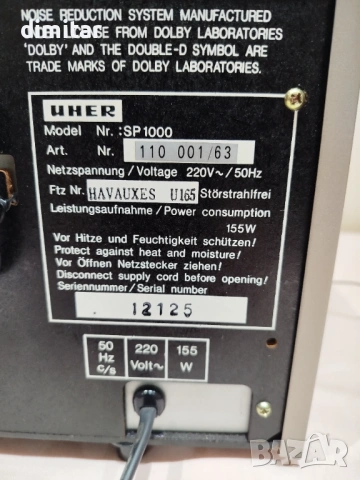 dimitar
NOISE REDUCTION SYSTEM MANUFACTURED
FROM DOLBY LABORATORIES
'DOLBY' AND THE DOUBLE-D SYMBOL ARE
TRADE MARKS OF DOLBY LABORATORIES.
UHER
Model Nr.:SP1000
Art. Nr. 110 001/63
Netzspannung / Voltage 220V~/50Hz
Ftz Nr. HAVAUXES U165 Störstrahlfrei
Leistungsaufnahme / Power consumption
155W
Vor Hitze und Feuchtigkeit schützen!
Protect against heat and moisture!
Vor Öffnen Netzstecker ziehen!
Disconnect supply cord before opening!
Seriennummer/Serial number
12125
50 Hz c/s
220 Volt~
155 W
BAZAR